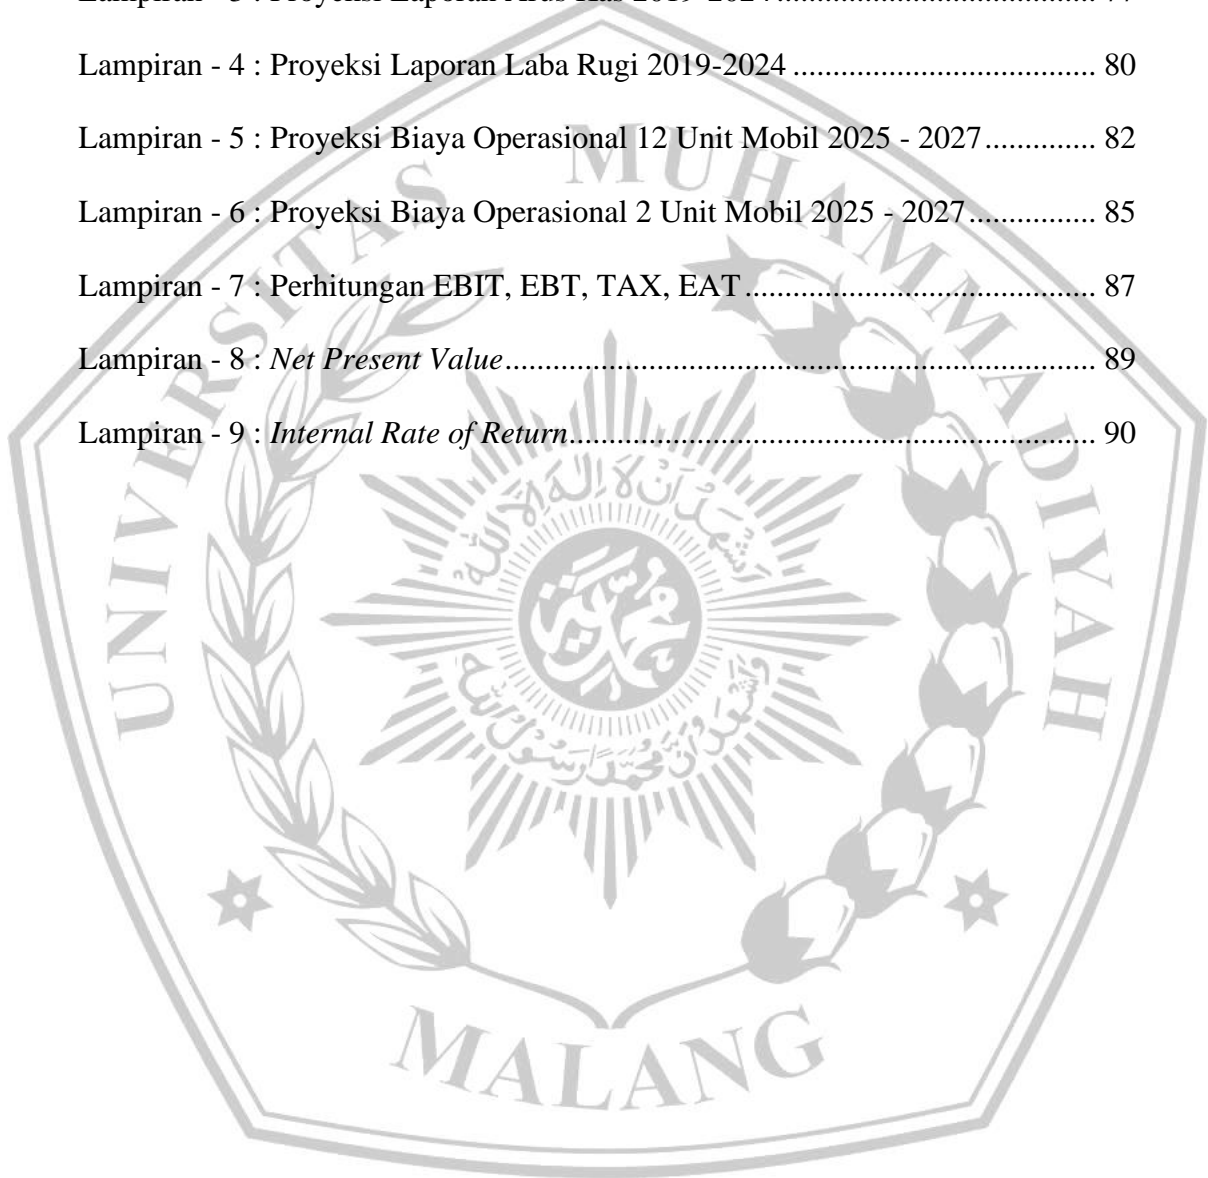 Lampiran - 4 : Proyeksi Laporan Laba Rugi 2019-2024 ...................................... 80
Lampiran - 5 : Proyeksi Biaya Operasional 12 Unit Mobil 2025 - 2027 .............. 82
Lampiran - 6 : Proyeksi Biaya Operasional 2 Unit Mobil 2025 - 2027 ................ 85
Lampiran - 7 : Perhitungan EBIT, EBT, TAX, EAT ............................................ 87
Lampiran - 8 : Net Present Value .......................................................................... 89
Lampiran - 9 : Internal Rate of Return .................................................................. 90
UNIVERSITAS MUHAMMADIYAH
MALANG